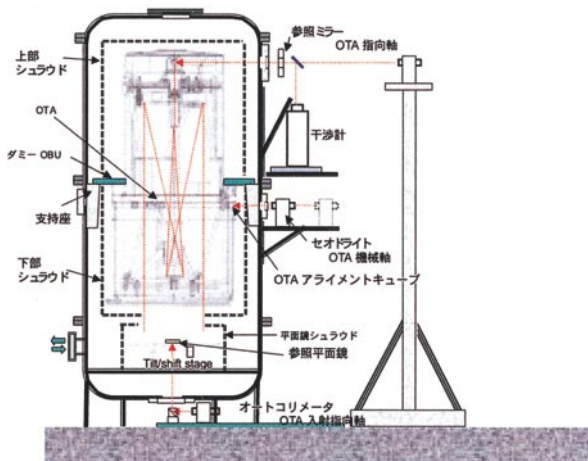 参照ミラー
OTA 指向軸
上部
シュラウド
OTA
干渉計
ダミー OBU
支持座
セオドライト
OTA 機械軸
OTA アライメントキューブ
下部
シュラウド
平面鏡シュラウド
参照平面鏡
Tilt/shift stage
オートコリメータ
OTA 入射指向軸